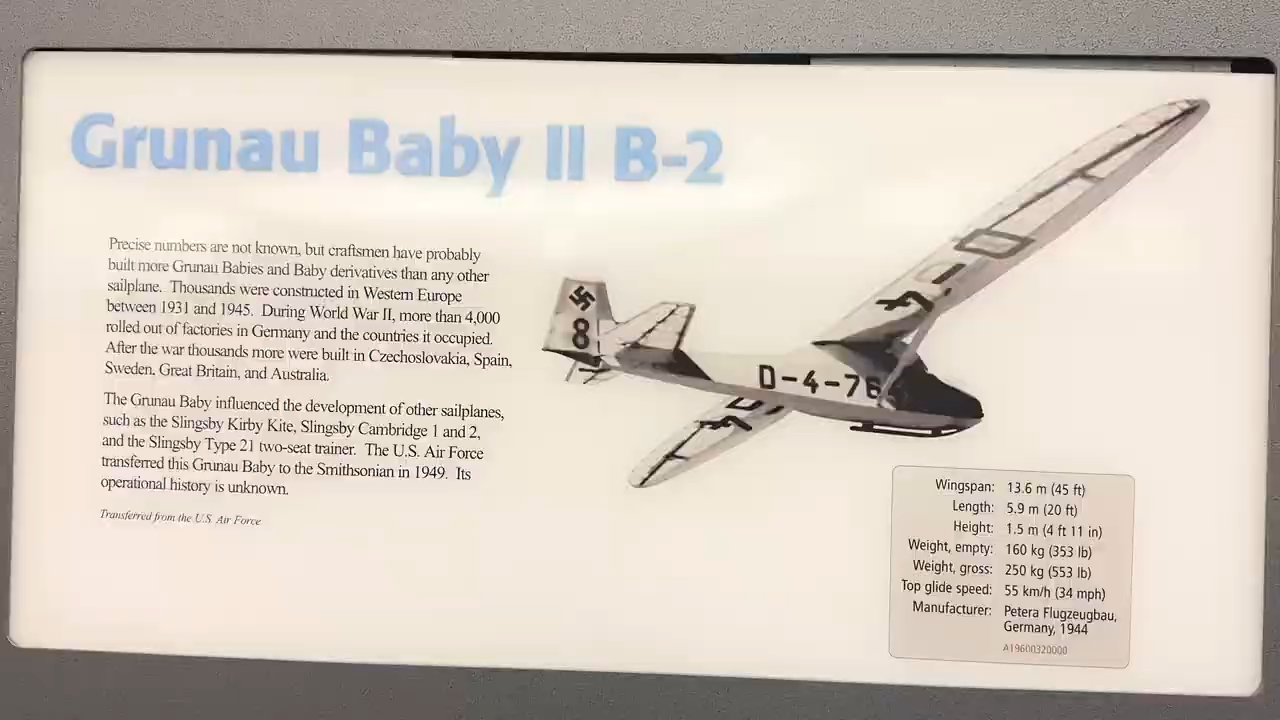 Grunau Baby II B-2
Precise numbers are not known, but craftsmen have probably
built more Grunau Babies and Baby derivatives than any other
sailplane. Thousands were constructed in Western Europe
between 1931 and 1945. During World War II, more than 4,000
rolled out of factories in Germany and the countries it occupied.
After the war thousands more were built in Czechoslovakia, Spain,
Sweden, Great Britain, and Australia.
The Grunau Baby influenced the development of other sailplanes,
such as the Slingsby Kirby Kite, Slingsby Cambridge 1 and 2,
and the Slingsby Type 21 two-seat trainer. The U.S. Air Force
transferred this Grunau Baby to the Smithsonian in 1949. Its
operational history is unknown.
Transferred from the U.S. Air Force
8
D-4-76
Wingspan: 13.6 m (45 ft)
Length: 5.9 m (20 ft)
Height: 1.5 m (4 ft 11 in)
Weight, empty: 160 kg (353 lb)
Weight, gross: 250 kg (553 lb)
Top glide speed: 55 km/h (34 mph)
Manufacturer: Petera Flugzeugbau,
Germany, 1944
A19600320000